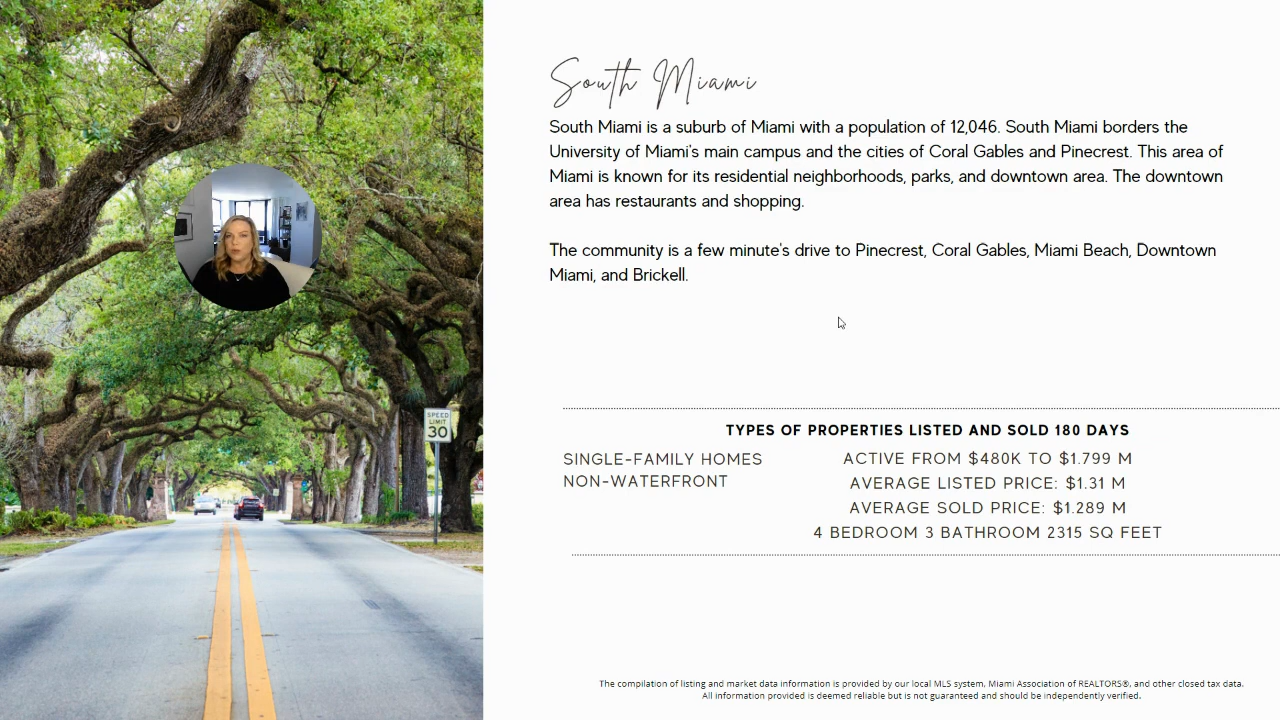 South Miami
South Miami is a suburb of Miami with a population of 12,046. South Miami borders the
University of Miami's main campus and the cities of Coral Gables and Pinecrest. This area of
Miami is known for its residential neighborhoods, parks, and downtown area. The downtown
area has restaurants and shopping.
The community is a few minute's drive to Pinecrest, Coral Gables, Miami Beach, Downtown
Miami, and Brickell.
SPEED
LIMIT
30
TYPES OF PROPERTIES LISTED AND SOLD 180 DAYS
SINGLE-FAMILY HOMES
NON-WATERFRONT
ACTIVE FROM $480K TO $1.799 M
AVERAGE LISTED PRICE: $1.31 M
AVERAGE SOLD PRICE: $1.289 M
4 BEDROOM 3 BATHROOM 2315 SQ FEET
The compilation of listing and market data information is provided by our local MLS system, Miami Association of REALTORS®, and other closed tax data.
All information provided is deemed reliable but is not guaranteed and should be independently verified.